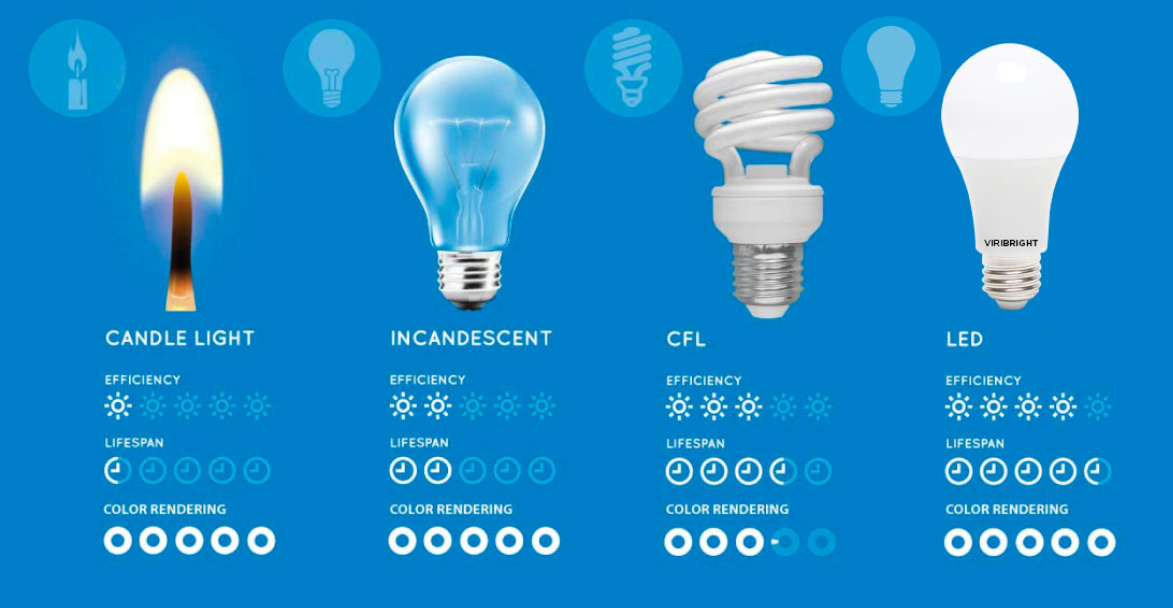 VIRIBRIGHT
CANDLE LIGHT
EFFICIENCY
LIFESPAN
COLOR RENDERING
INCANDESCENT
EFFICIENCY
LIFESPAN
COLOR RENDERING
CFL
EFFICIENCY
LIFESPAN
COLOR RENDERING
LED
EFFICIENCY
LIFESPAN
COLOR RENDERING